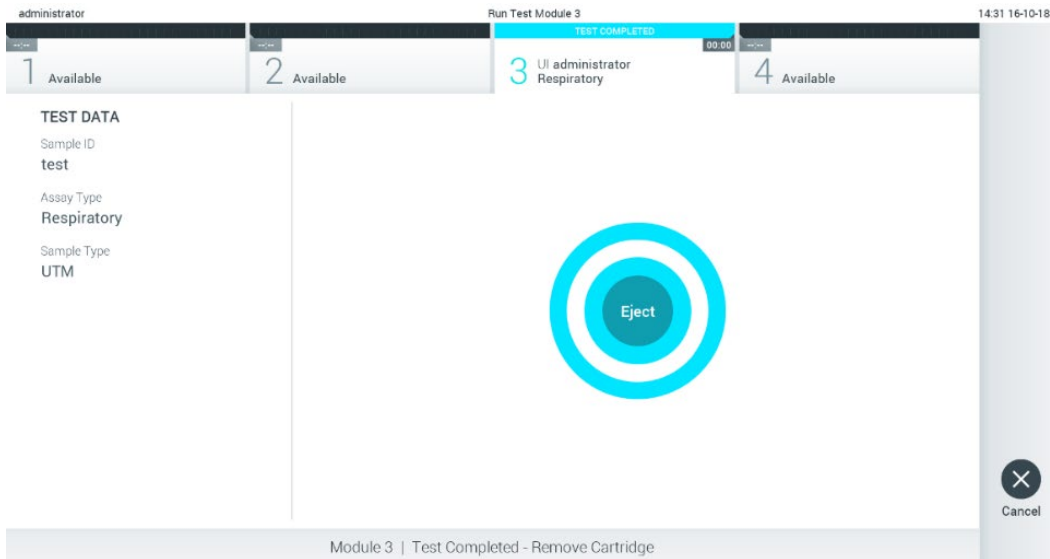 administrator
Run Test Module 3
14:31 16-10-18
TEST COMPLETED
--:--
1 Available
--:--
2 Available
00:00
3 UI administrator
Respiratory
--:--
4 Available
TEST DATA
Sample ID
test
Assay Type
Respiratory
Sample Type
UTM
Eject
Cancel
Module 3 | Test Completed - Remove Cartridge